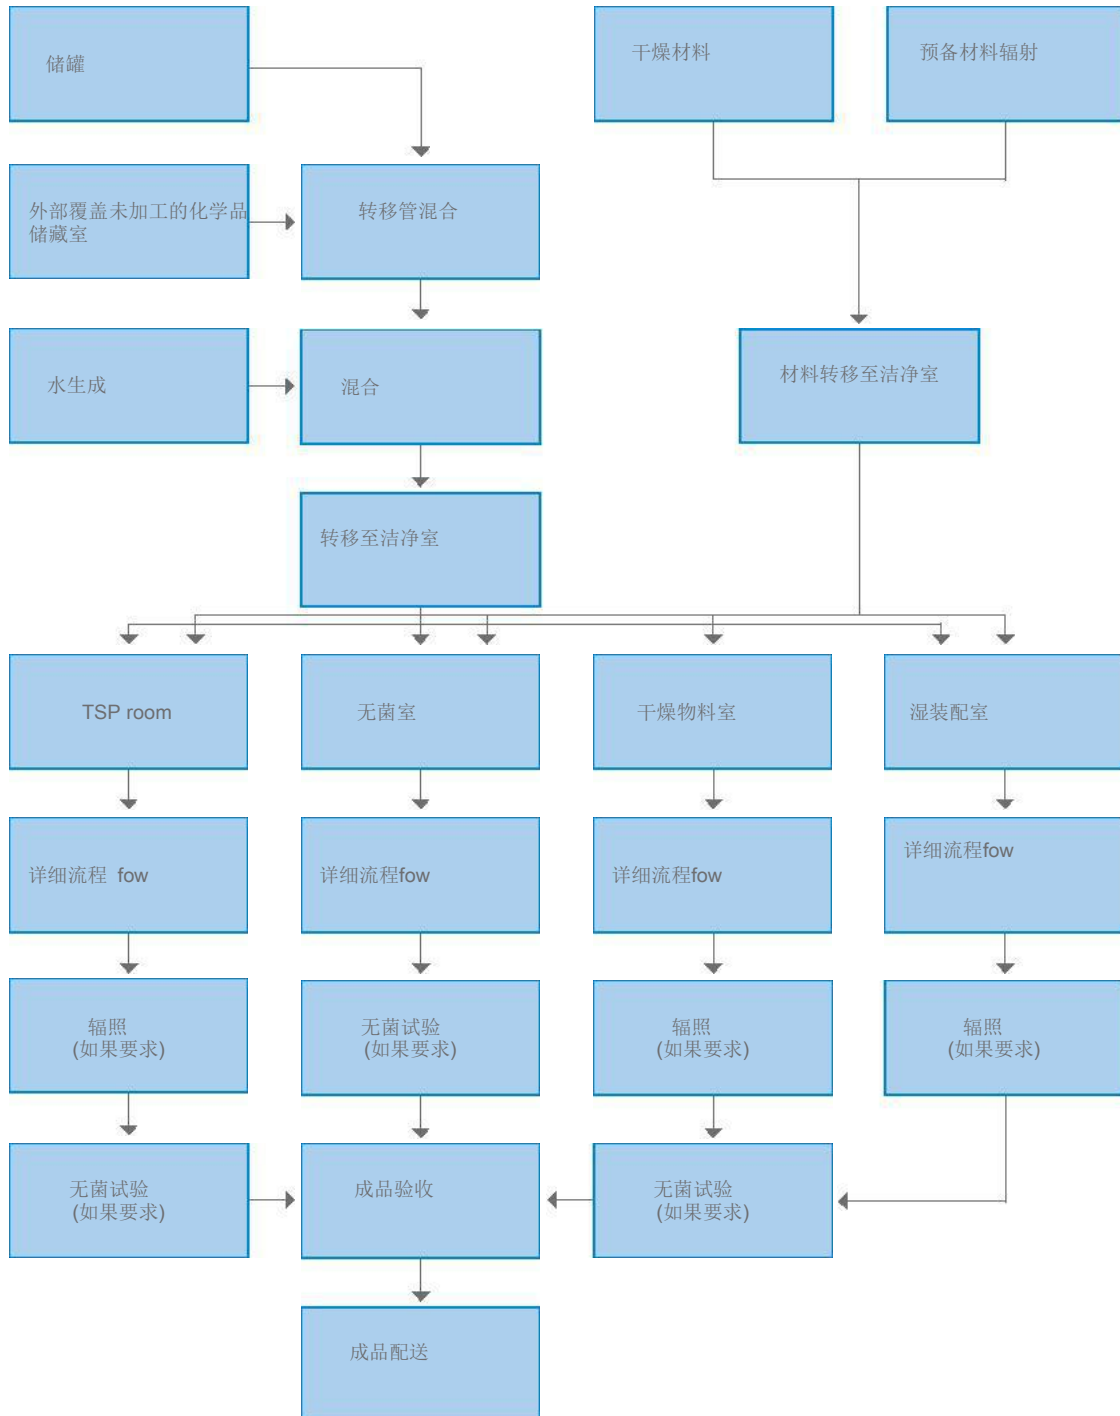 储罐
干燥材料
预备材料辐射
外部覆盖未加工的化学品
储藏室
转移管混合
水生成
混合
材料转移至洁净室
转移至洁净室
TSP room
无菌室
干燥物料室
湿装配室
详细流程 fow
详细流程fow
详细流程fow
详细流程fow
辐照
(如果要求)
无菌试验
(如果要求)
辐照
(如果要求)
辐照
(如果要求)
无菌试验
(如果要求)
成品验收
无菌试验
(如果要求)
成品配送